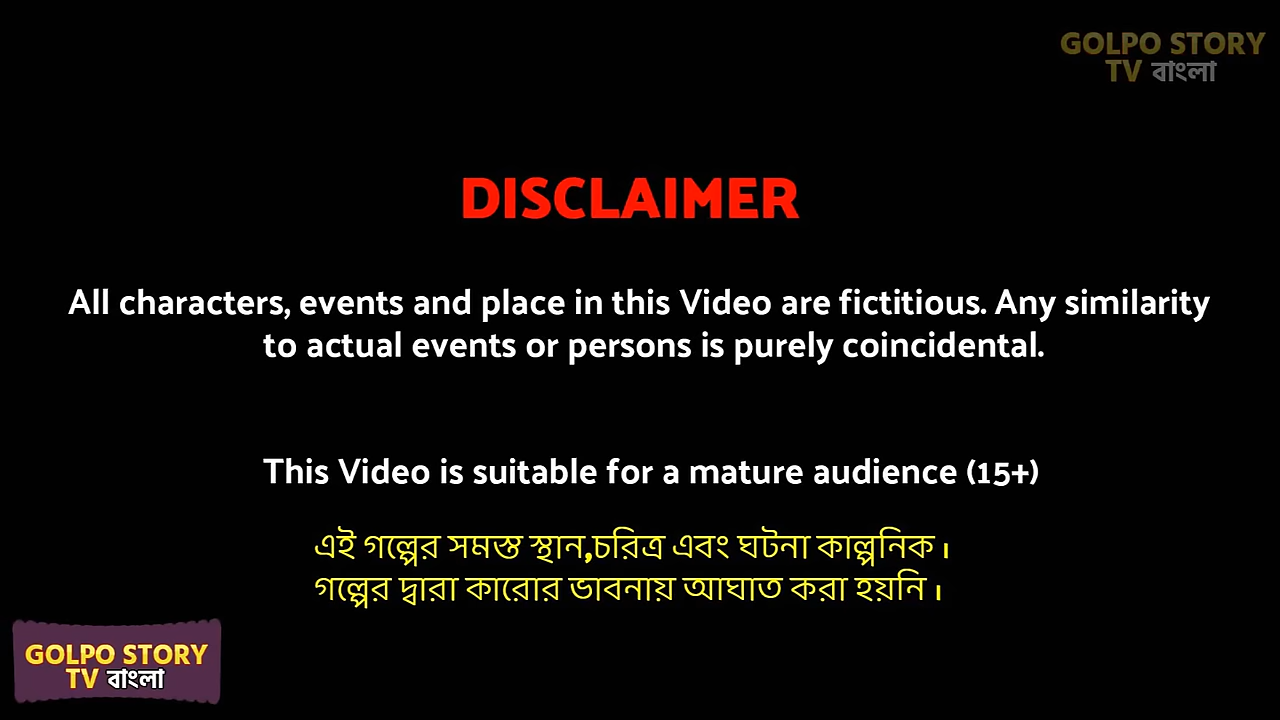 GOLPO STORY
TV বাংলা
DISCLAIMER
All characters, events and place in this Video are fictitious. Any similarity
to actual events or persons is purely coincidental.
This Video is suitable for a mature audience (15+)
এই গল্পের সমস্ত স্থান,চরিত্র এবং ঘটনা কাল্পনিক।
গল্পের দ্বারা কারোর ভাবনায় আঘাত করা হয়নি।
GOLPO STORY
TV বাংলা